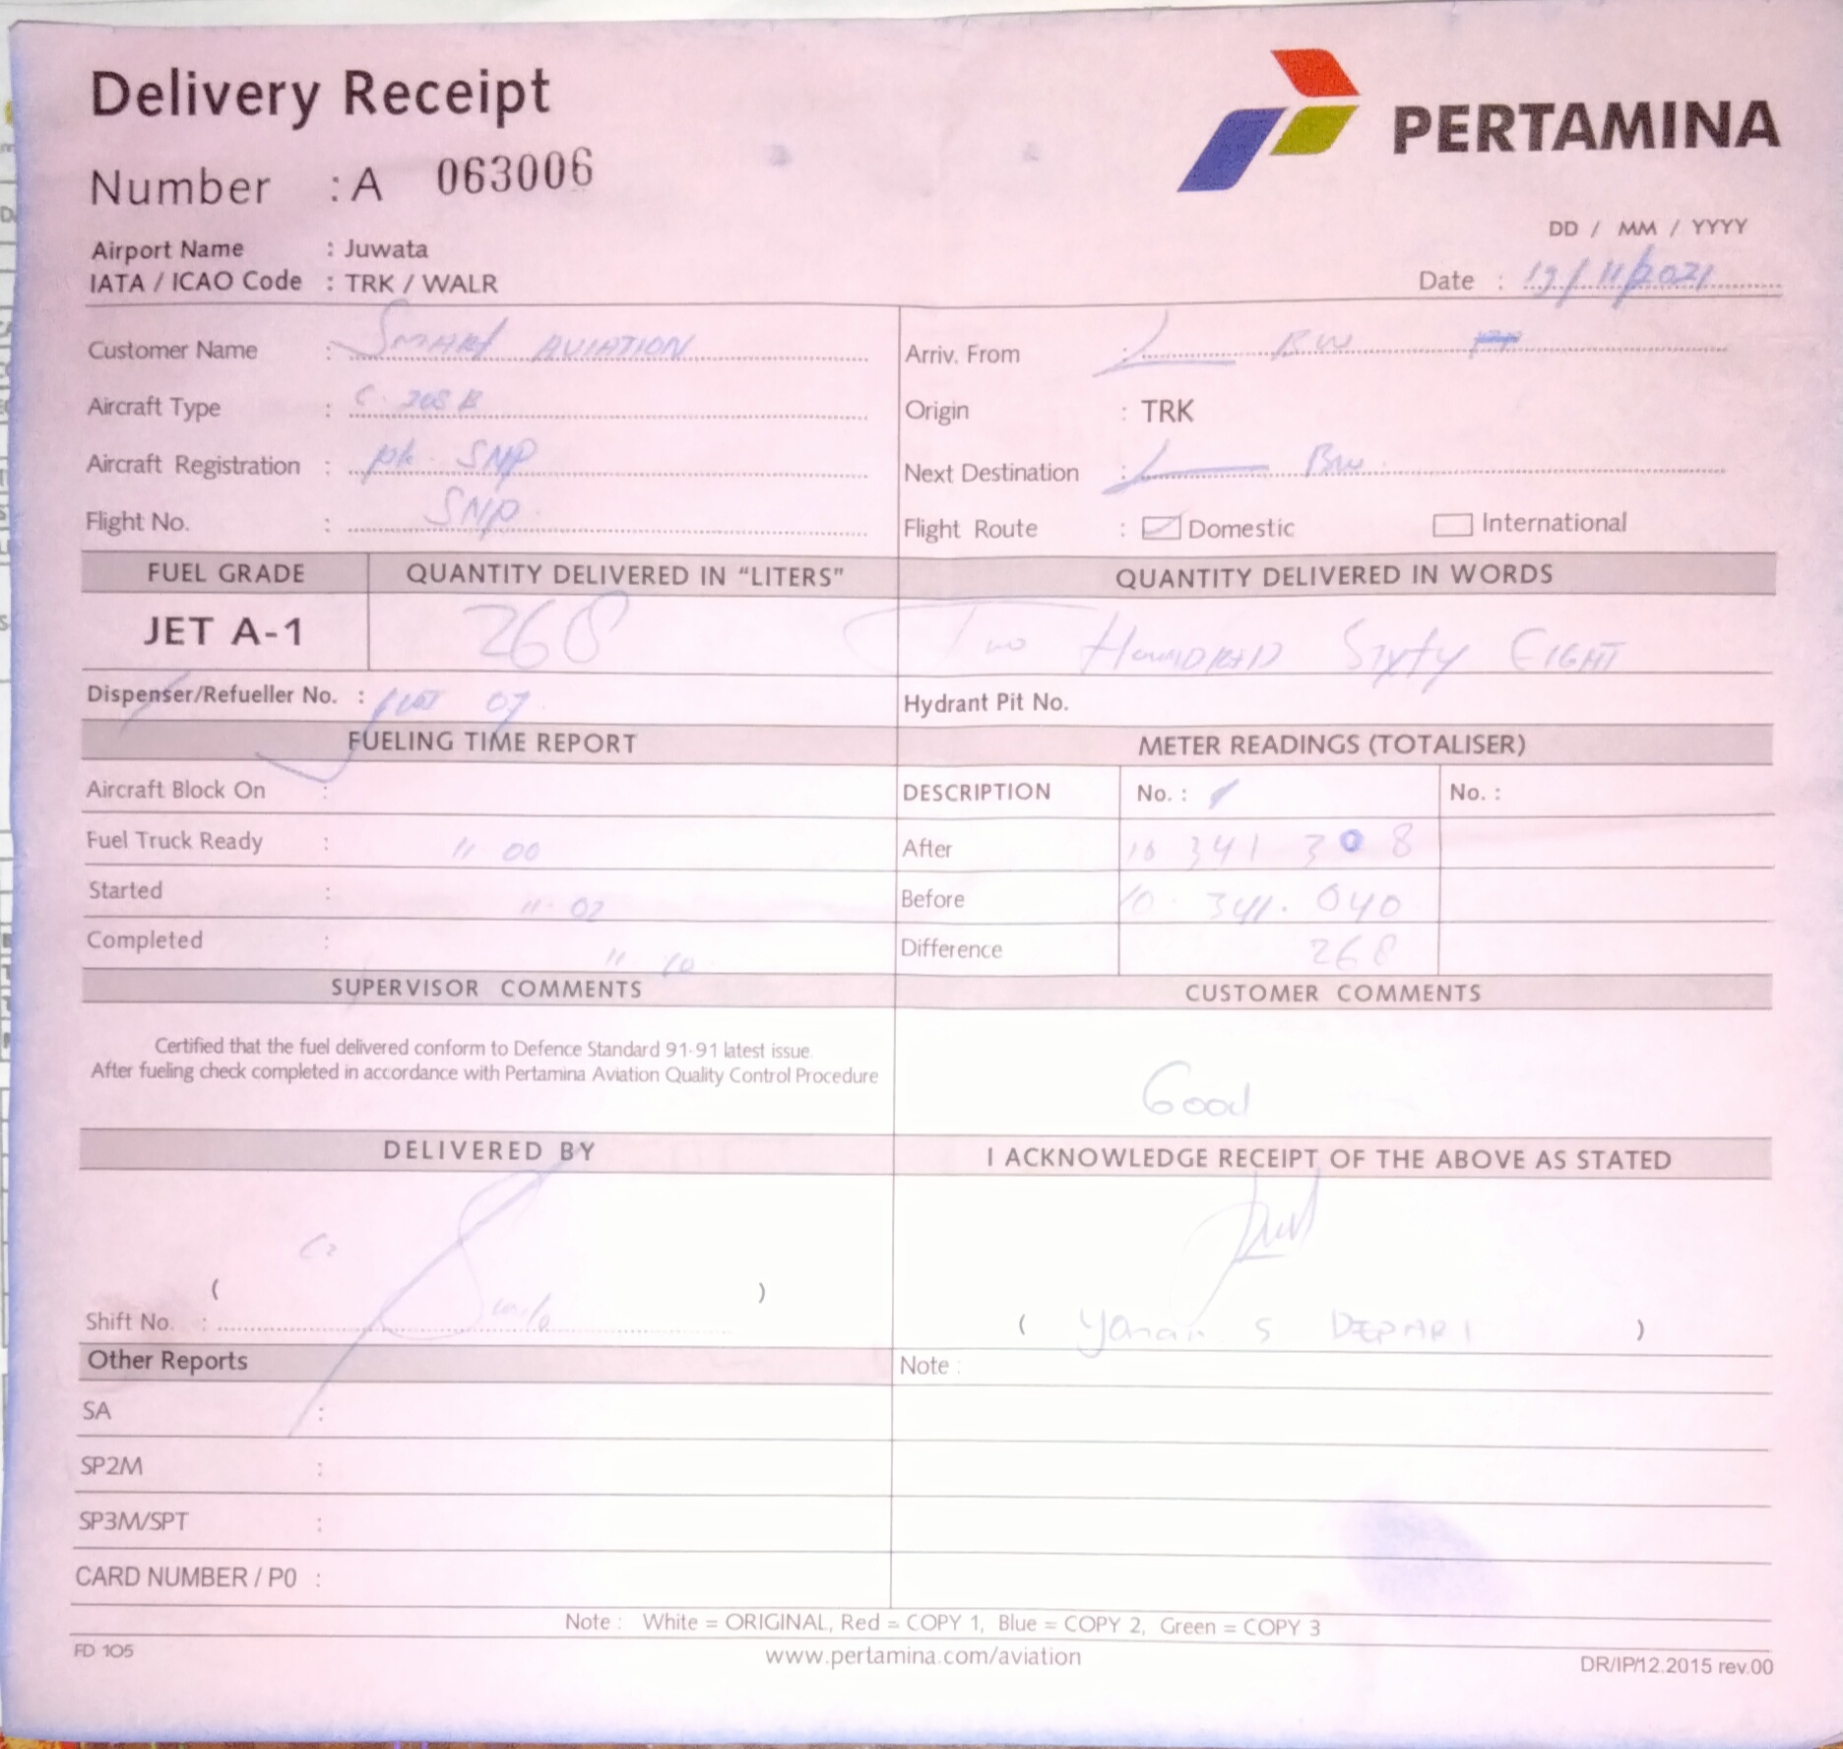 Delivery Receipt
PERTAMINA
Number : A 063006
DD / MM / YYYY
Airport Name : Juwata
IATA / ICAO Code : TRK / WALR
Date : 19/11/2021
Customer Name : SMART AVIATION
Arriv. From : L BW
Aircraft Type : C 208 B
Origin : TRK
Aircraft Registration : PK. SNP
Next Destination : L BW
Flight No. : SNP
Flight Route : Domestic International
FUEL GRADE QUANTITY DELIVERED IN "LITERS" QUANTITY DELIVERED IN WORDS
JET A-1 268 Two HUNDRED Sixty EIGHT
Dispenser/Refueller No. : 07
Hydrant Pit No.
FUELING TIME REPORT METER READINGS (TOTALISER)
Aircraft Block On :
DESCRIPTION No. : 1 No. :
Fuel Truck Ready : 11 00
After 10 341 308
Started : 11. 02
Before 10. 341. 040
Completed : 11 10
Difference 268
SUPERVISOR COMMENTS CUSTOMER COMMENTS
Certified that the fuel delivered conform to Defence Standard 91-91 latest issue.
After fueling check completed in accordance with Pertamina Aviation Quality Control Procedure
Good
DELIVERED BY I ACKNOWLEDGE RECEIPT OF THE ABOVE AS STATED
( )
Shift No. :
( S DEPARI )
Other Reports Note :
SA :
SP2M :
SP3M/SPT :
CARD NUMBER / P0 :
Note : White = ORIGINAL, Red = COPY 1, Blue = COPY 2, Green = COPY 3
FD 105 www.pertamina.com/aviation DR/IP/12.2015 rev.00